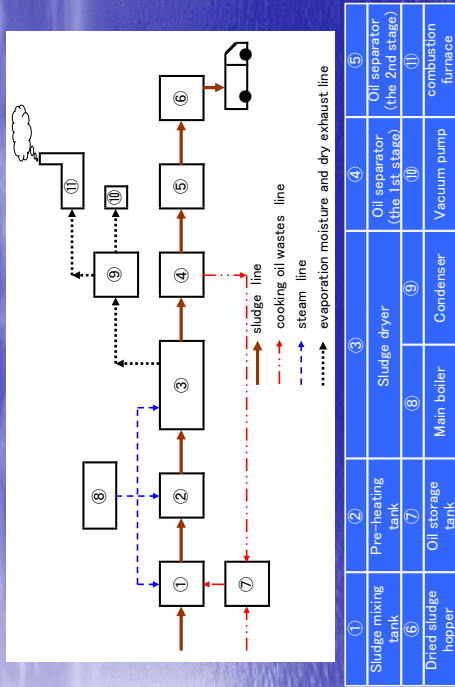 ⑪
⑩
⑨
⑧
①
②
③
④
⑤
⑥
⑦
sludge line
cooking oil wastes line
steam line
evaporation moisture and dry exhaust line
① ② ③ ④ ⑤
Sludge mixing tank
Pre-heating tank
Sludge dryer
Oil separator (the 1st stage)
Oil separator (the 2nd stage)
⑥ ⑦ ⑧ ⑨ ⑩ ⑪
Dried sludge hopper
Oil storage tank
Main boiler
Condenser
Vacuum pump
combustion furnace